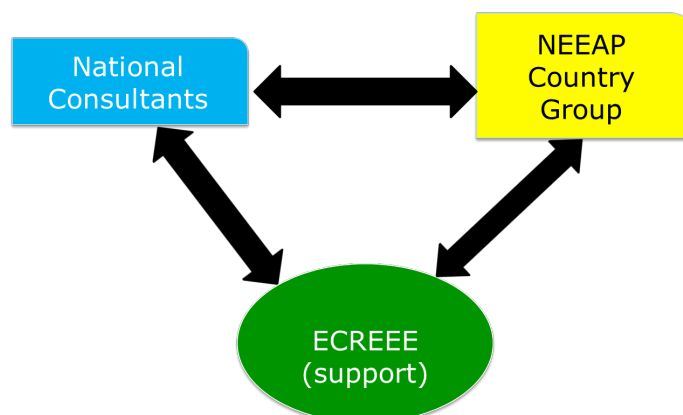 National
Consultants
NEEAP
Country
Group
ECREEE
(support)